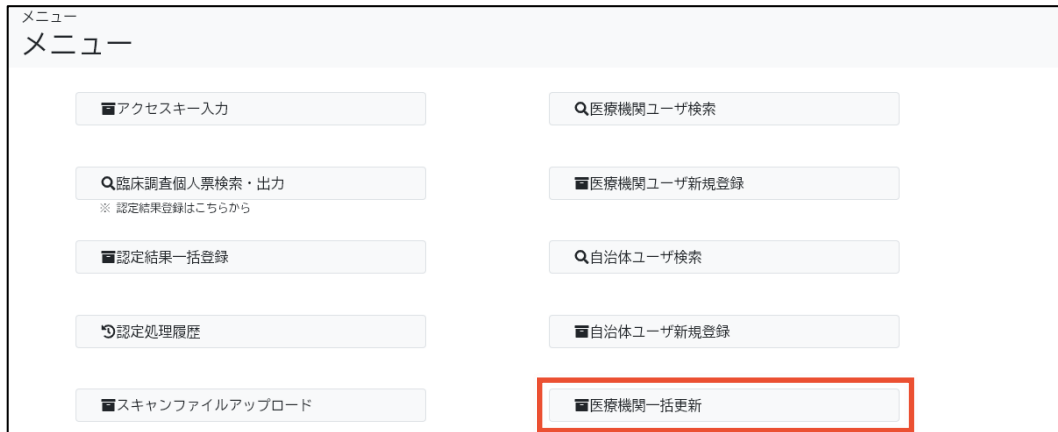 メニュー
メニュー
アクセスキー入力
医療機関ユーザ検索
臨床調査個人票検索・出力
医療機関ユーザ新規登録
※ 認定結果登録はこちらから
認定結果一括登録
自治体ユーザ検索
認定処理履歴
自治体ユーザ新規登録
スキャンファイルアップロード
医療機関一括更新